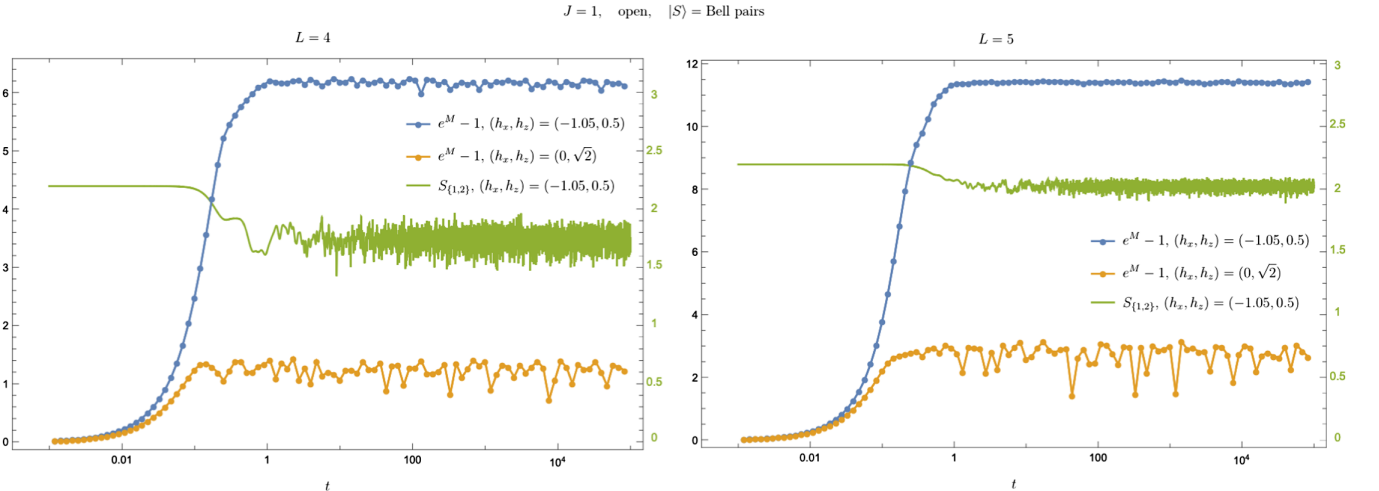 J = 1, open, |S⟩ = Bell pairs
L = 4
6
5
4
3
2
1
0
3
2.5
2
1.5
1
0.5
0
e^M − 1, (h_x, h_z) = (−1.05, 0.5)
e^M − 1, (h_x, h_z) = (0, √2)
S_{1,2}, (h_x, h_z) = (−1.05, 0.5)
0.01 1 100 10^4
t
L = 5
12
10
8
6
4
2
0
3
2.5
2
1.5
1
0.5
0
e^M − 1, (h_x, h_z) = (−1.05, 0.5)
e^M − 1, (h_x, h_z) = (0, √2)
S_{1,2}, (h_x, h_z) = (−1.05, 0.5)
0.01 1 100 10^4
t